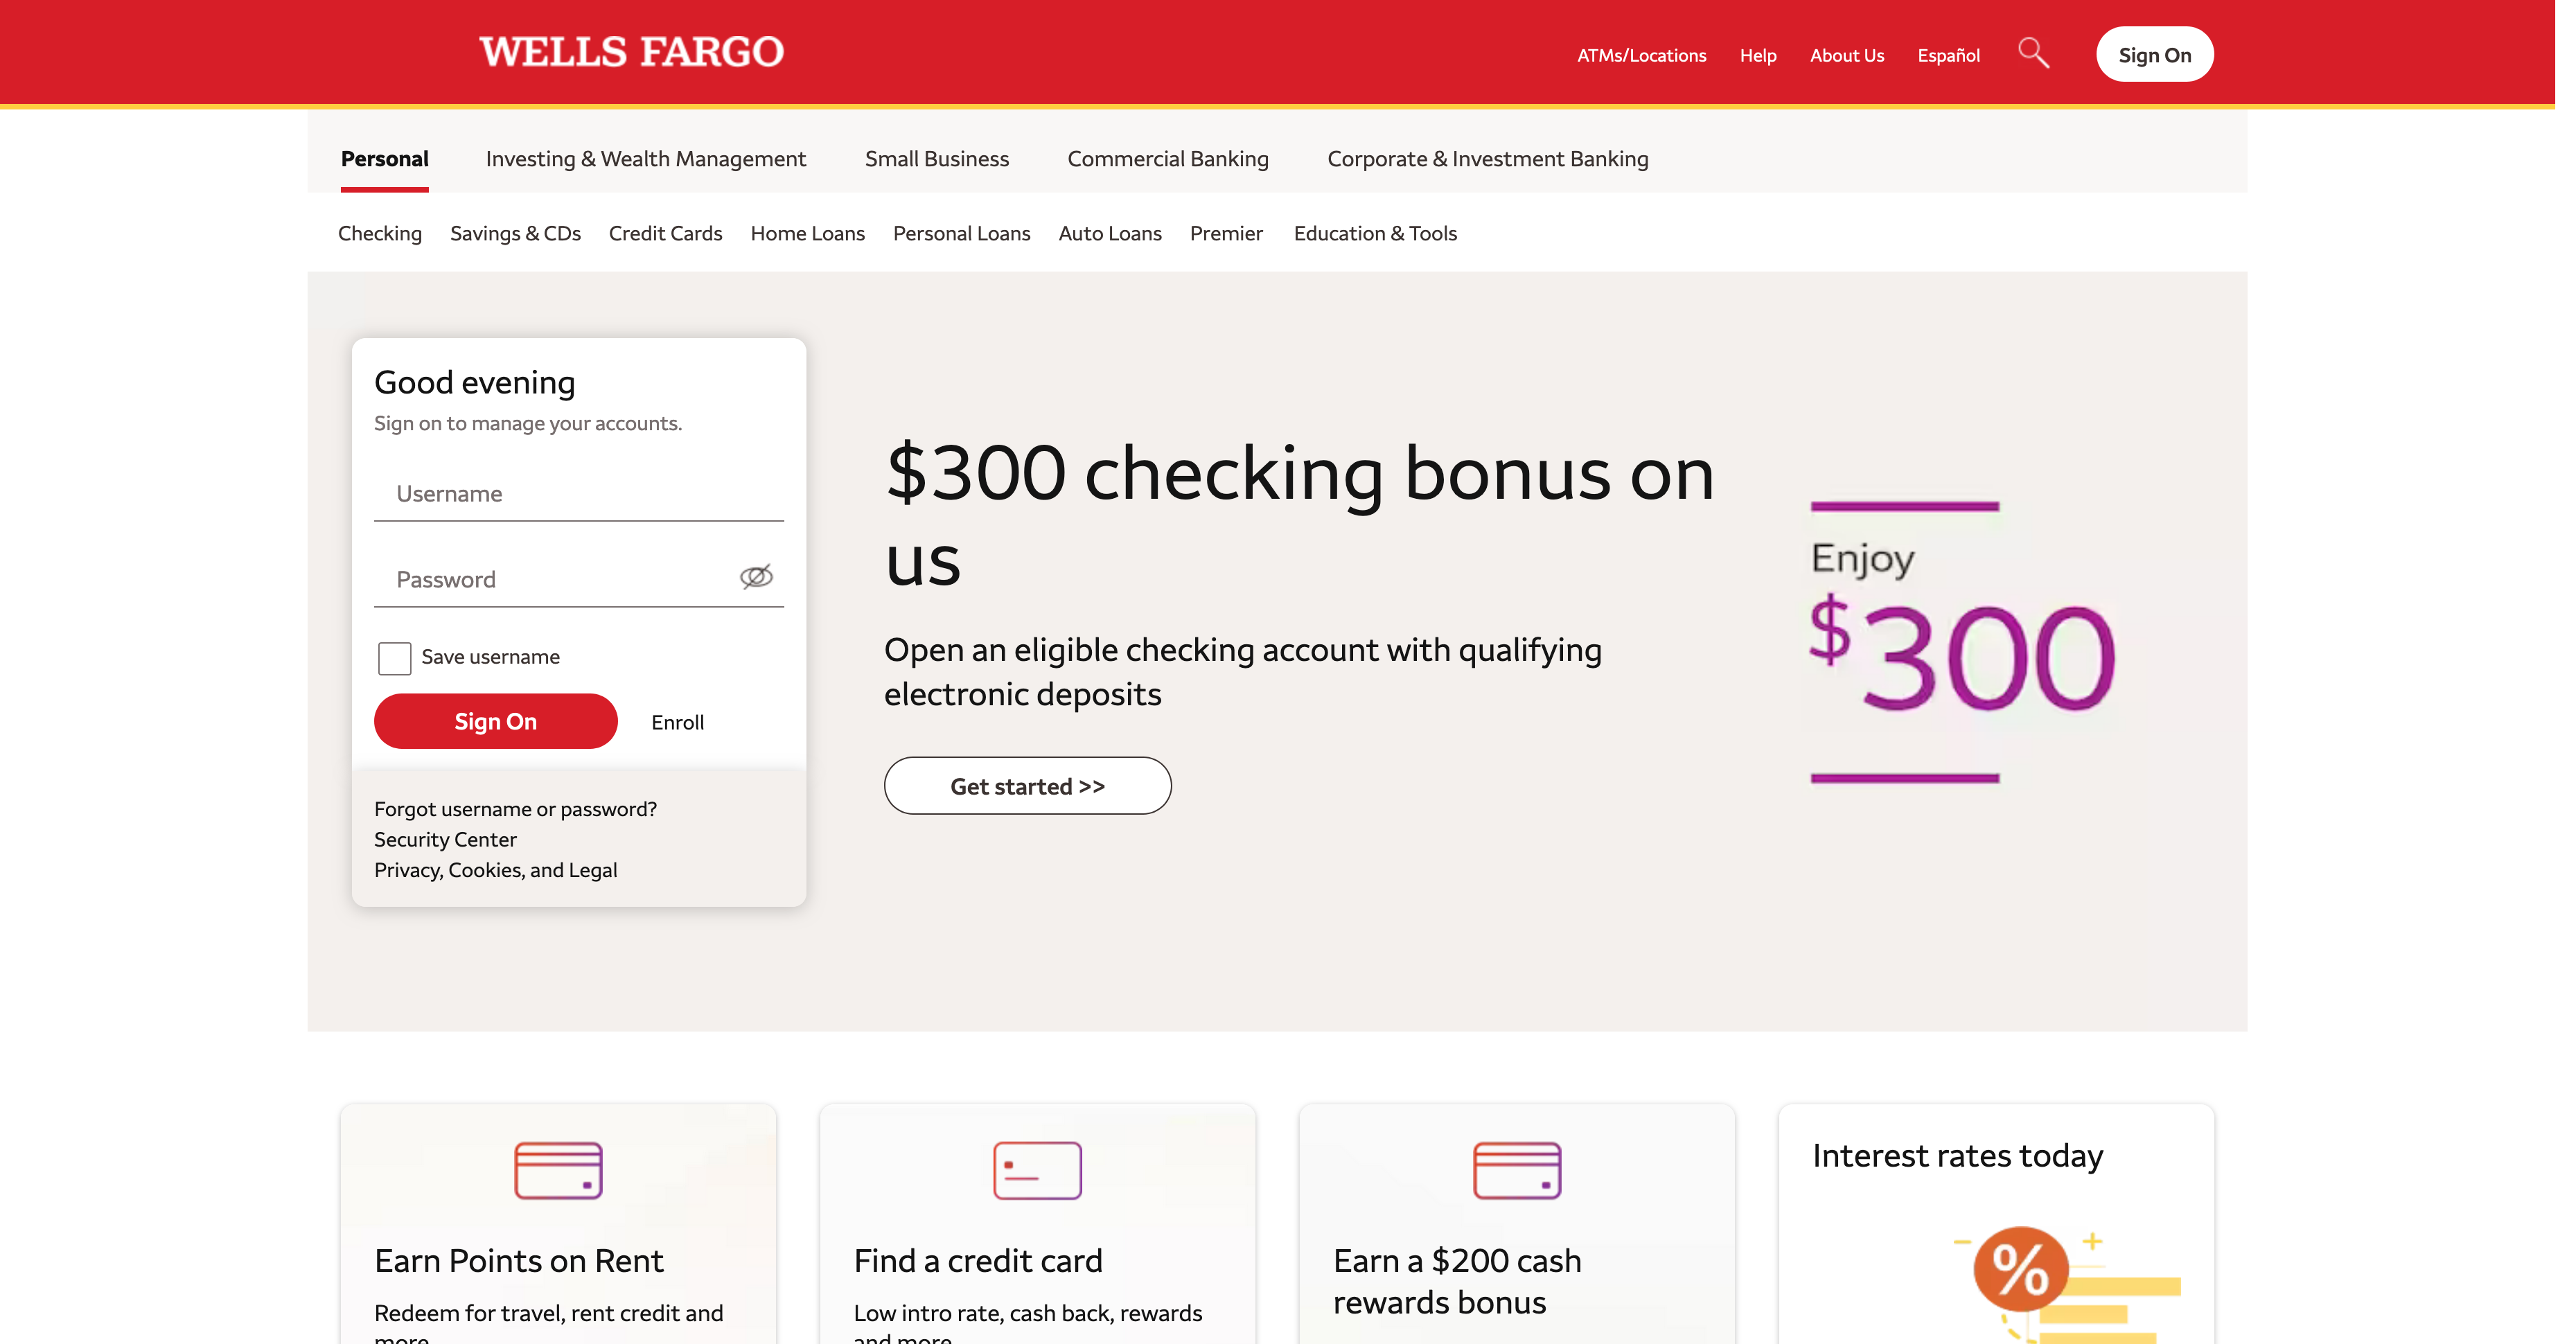 WELLS FARGO
ATMs/Locations
Help
About Us
Español
Sign On
Personal
Investing & Wealth Management
Small Business
Commercial Banking
Corporate & Investment Banking
Checking
Savings & CDs
Credit Cards
Home Loans
Personal Loans
Auto Loans
Premier
Education & Tools
Good evening
Sign on to manage your accounts.
Username
Password
Save username
Sign On
Enroll
Forgot username or password?
Security Center
Privacy, Cookies, and Legal
$300 checking bonus on
us
Open an eligible checking account with qualifying
electronic deposits
Get started >>
Enjoy
$300
Earn Points on Rent
Redeem for travel, rent credit and
more
Find a credit card
Low intro rate, cash back, rewards
and more
Earn a $200 cash
rewards bonus
Interest rates today
%